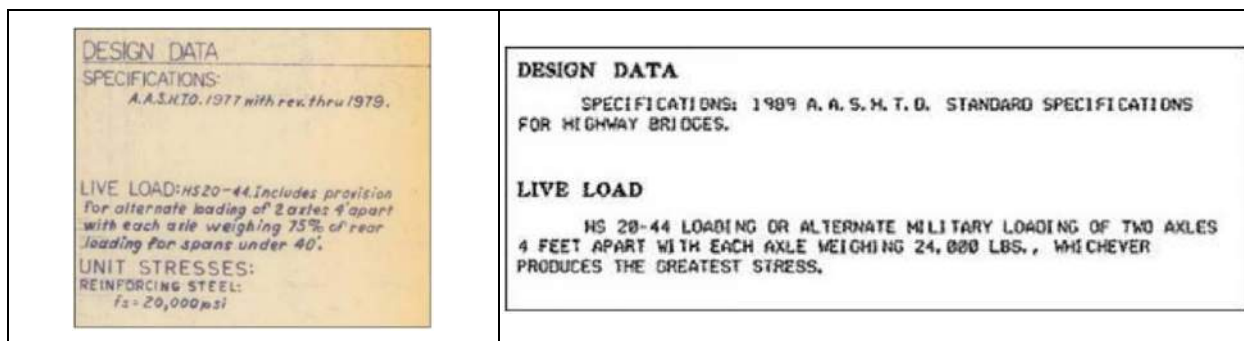 DESIGN DATA
SPECIFICATIONS:
A.A.S.H.T.O. 1977 with rev. thru 1979.
LIVE LOAD: HS20-44. Includes provision
for alternate loading of 2 axles 4' apart
with each axle weighing 75% of rear
loading for spans under 40'.
UNIT STRESSES:
REINFORCING STEEL:
fs = 20,000 psi
DESIGN DATA
SPECIFICATIONS: 1989 A.A.S.H.T.O. STANDARD SPECIFICATIONS
FOR HIGHWAY BRIDGES.
LIVE LOAD
HS 20-44 LOADING OR ALTERNATE MILITARY LOADING OF TWO AXLES
4 FEET APART WITH EACH AXLE WEIGHING 24,000 LBS., WHICHEVER
PRODUCES THE GREATEST STRESS.